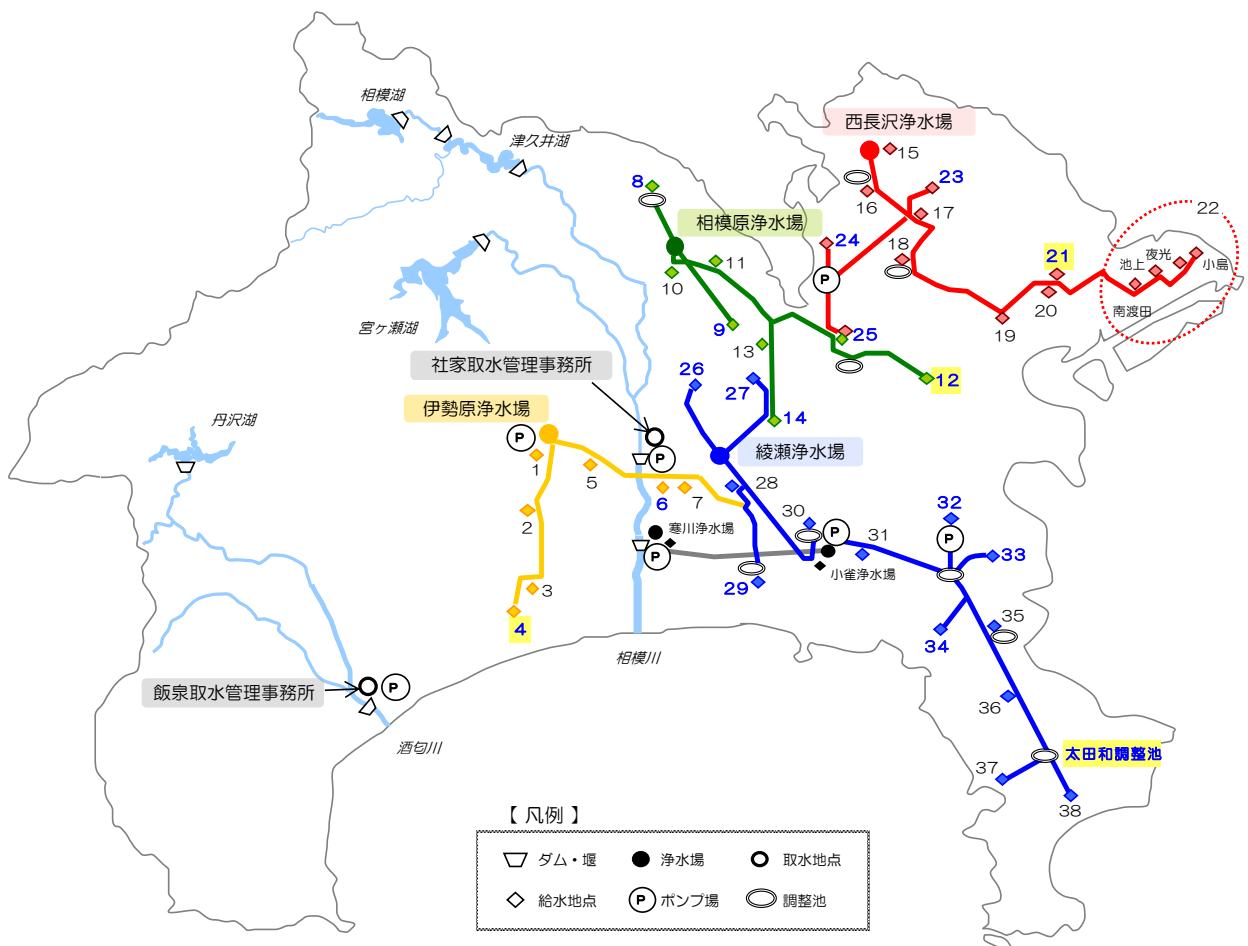 相模湖
津久井湖
西長沢浄水場
15
8
16
23
17
22
相模原浄水場
24
18
21
夜光
池上
小島
11
10
P
20
南渡田
宮ヶ瀬湖
19
9
13
25
社家取水管理事務所
12
26
27
伊勢原浄水場
14
丹沢湖
P
1
P
綾瀬浄水場
5
6
7
28
2
32
30
寒川浄水場
P
31
P
P
33
小雀浄水場
3
29
4
35
34
相模川
飯泉取水管理事務所
P
36
酒匂川
太田和調整池
37
38
【 凡例 】
ダム・堰
浄水場
取水地点
給水地点
P ポンプ場
調整池